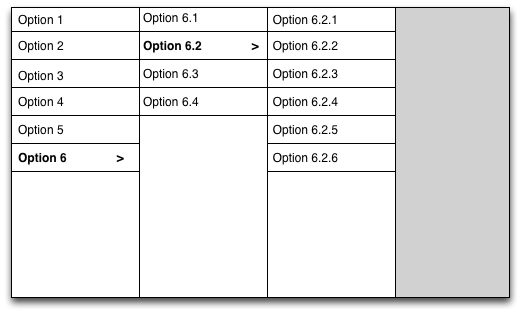 Option 1
Option 2
Option 3
Option 4
Option 5
Option 6 >
Option 6.1
Option 6.2 >
Option 6.3
Option 6.4
Option 6.2.1
Option 6.2.2
Option 6.2.3
Option 6.2.4
Option 6.2.5
Option 6.2.6